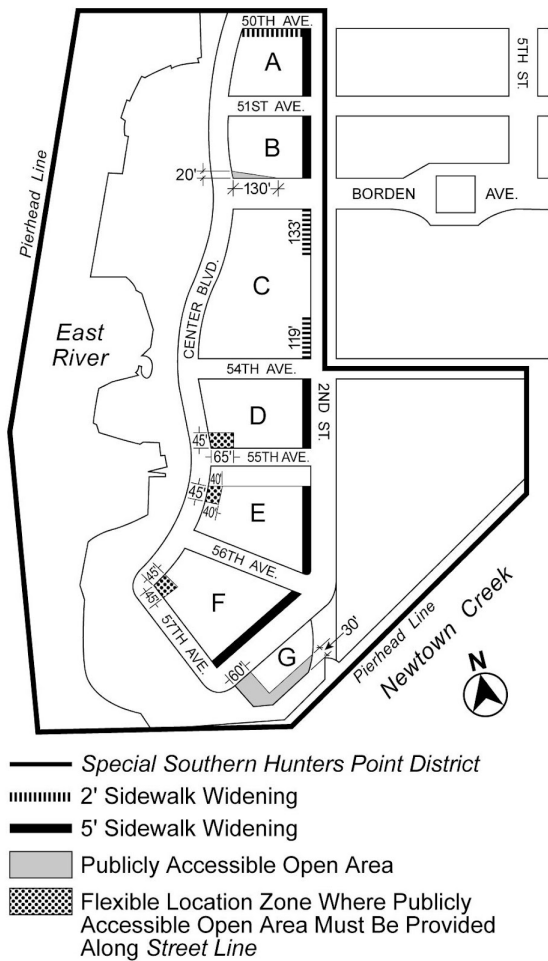 50TH AVE.
A
5TH ST.
51ST AVE.
B
20'
130'
BORDEN AVE.
Pierhead Line
133'
CENTER BLVD.
C
East
River
119'
54TH AVE.
D
2ND ST.
45'
65'
55TH AVE.
40'
45'
E
40'
56TH AVE.
45'
45'
F
57TH AVE.
Newtown Creek
Pierhead Line
30'
G
60'
N
Special Southern Hunters Point District
2' Sidewalk Widening
5' Sidewalk Widening
Publicly Accessible Open Area
Flexible Location Zone Where Publicly
Accessible Open Area Must Be Provided
Along Street Line